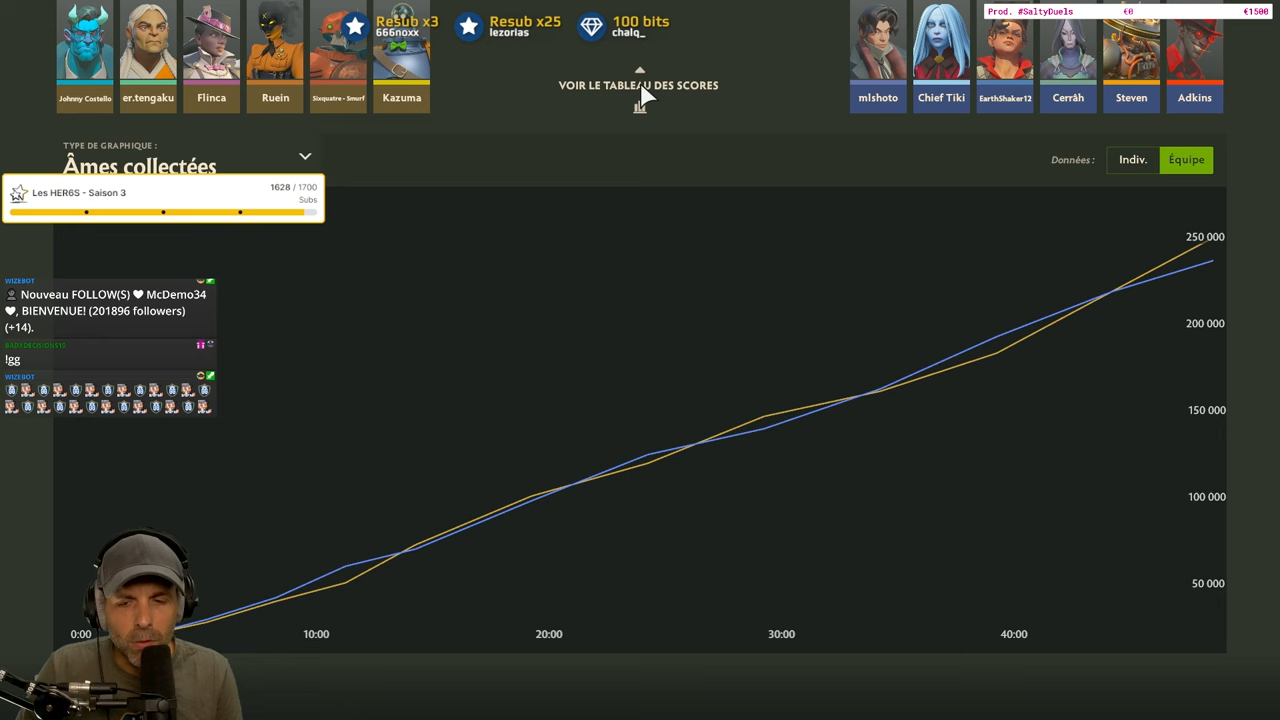 Johnny Costello
er.tengaku
Flinca
Ruein
Sixquatre - Smurf
Kazuma
Resub x3
666noxx
Resub x25
lezorlas
100 bits
chalq_
VOIR LE TABLEAU DES SCORES
Prod. #SaltyDuels €0 €1500
mlshoto
Chief Tiki
EarthShaker12
Cerrâh
Steven
Adkins
TYPE DE GRAPHIQUE :
Âmes collectées
Données :
Indiv.
Équipe
Les HER6S - Saison 3
1628 / 1700
Subs
WIZEBOT
Nouveau FOLLOW(S) McDemo34
, BIENVENUE! (201896 followers)
(+14).
BADXDECISIONS10
!gg
WIZEBOT
250 000
200 000
150 000
100 000
50 000
0:00
10:00
20:00
30:00
40:00